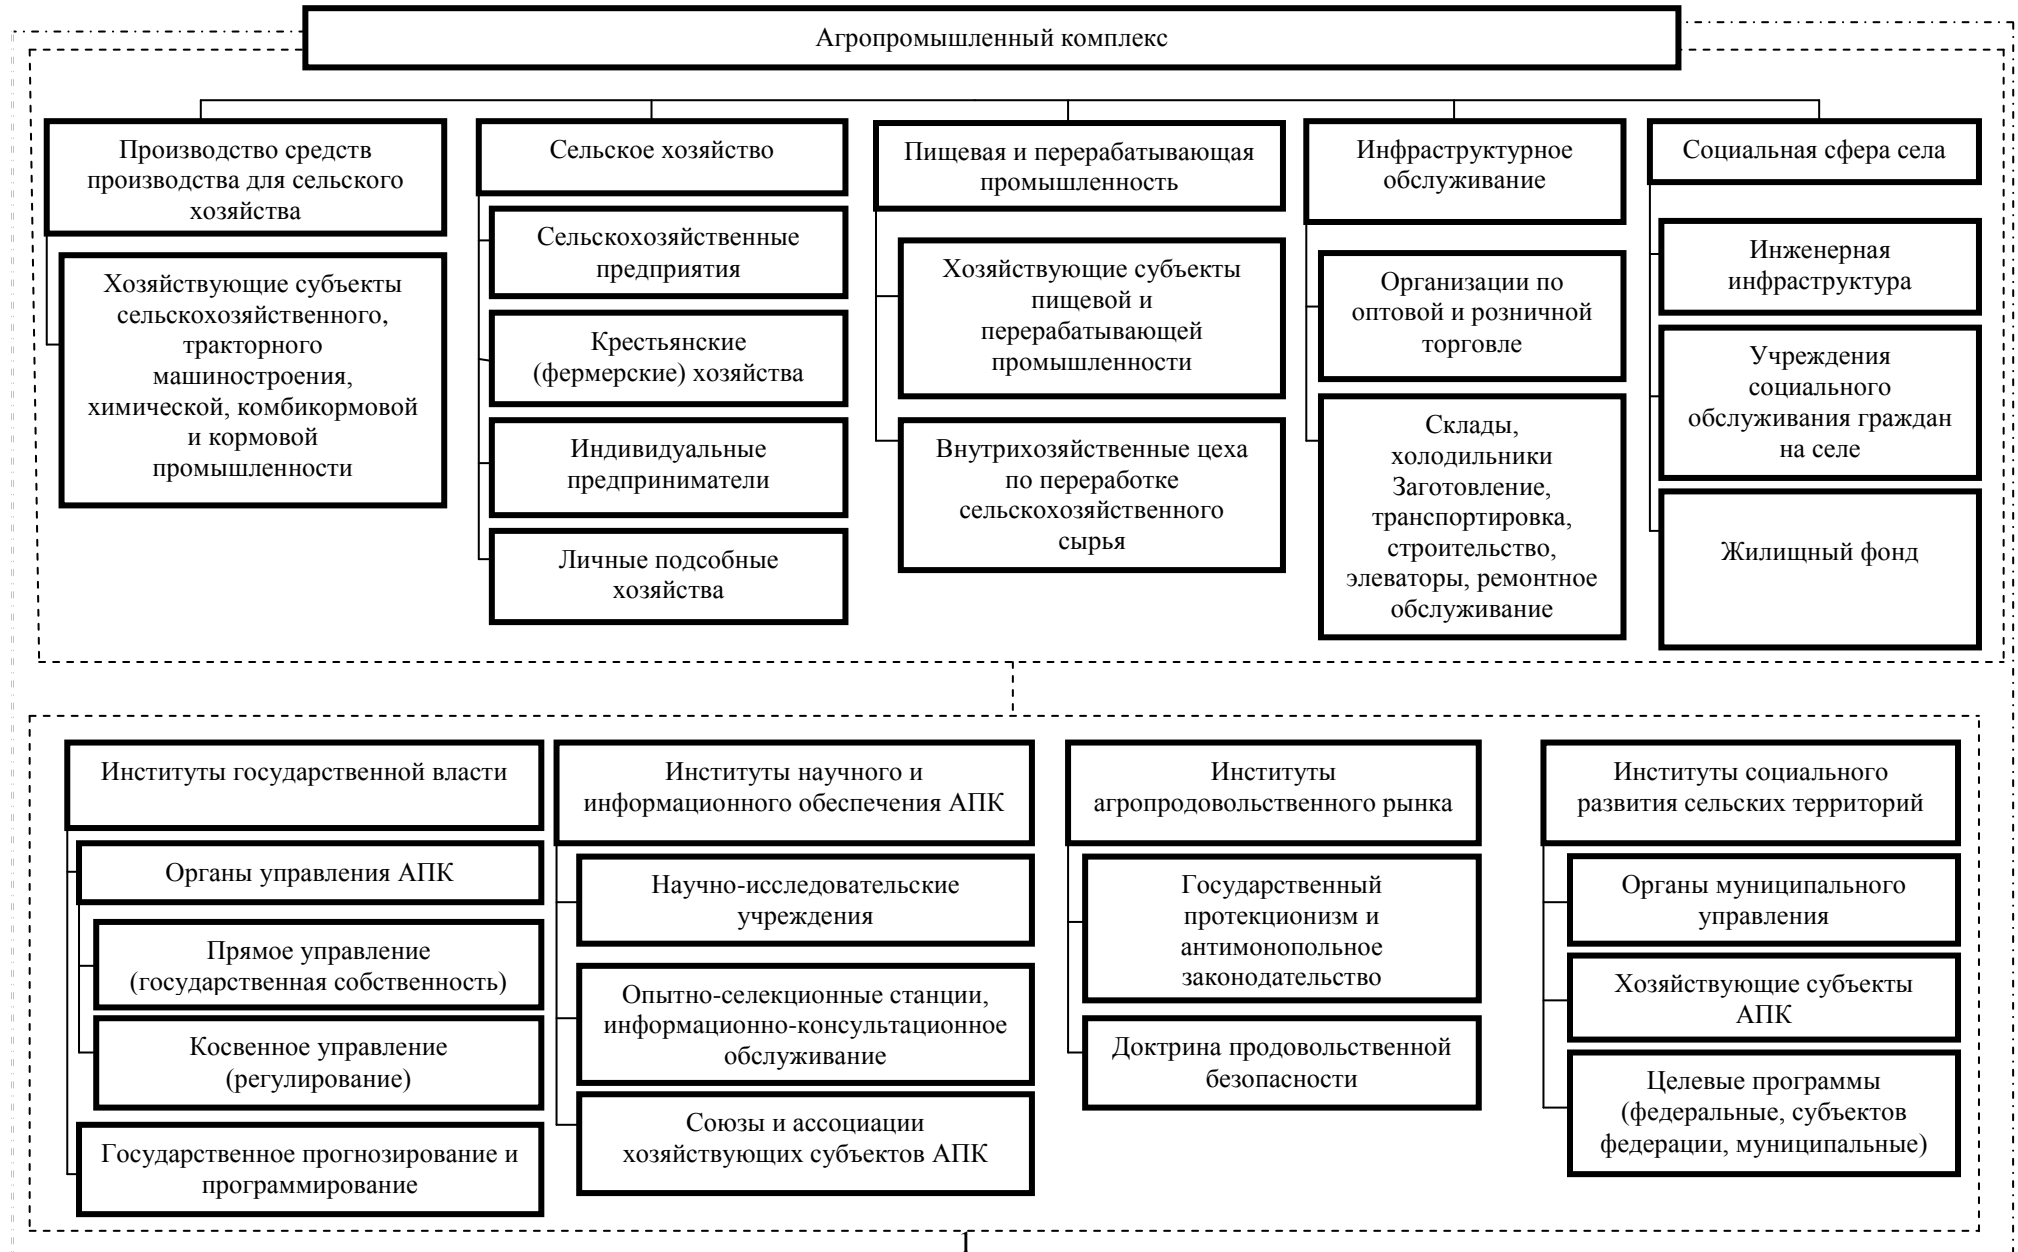 Агропромышленный комплекс
Производство средств
производства для сельского
хозяйства
Хозяйствующие субъекты
сельскохозяйственного,
тракторного
машиностроения,
химической, комбикормовой
и кормовой
промышленности
Сельское хозяйство
Сельскохозяйственные
предприятия
Крестьянские
(фермерские) хозяйства
Индивидуальные
предприниматели
Личные подсобные
хозяйства
Пищевая и перерабатывающая
промышленность
Хозяйствующие субъекты
пищевой и
перерабатывающей
промышленности
Внутрихозяйственные цеха
по переработке
сельскохозяйственного
сырья
Инфраструктурное
обслуживание
Организации по
оптовой и розничной
торговле
Склады,
холодильники
Заготовление,
транспортировка,
строительство,
элеваторы, ремонтное
обслуживание
Социальная сфера села
Инженерная
инфраструктура
Учреждения
социального
обслуживания граждан
на селе
Жилищный фонд
Институты государственной власти
Органы управления АПК
Прямое управление
(государственная собственность)
Косвенное управление
(регулирование)
Государственное прогнозирование и
программирование
Институты научного и
информационного обеспечения АПК
Научно-исследовательские
учреждения
Опытно-селекционные станции,
информационно-консультационное
обслуживание
Союзы и ассоциации
хозяйствующих субъектов АПК
Институты
агропродовольственного рынка
Государственный
протекционизм и
антимонопольное
законодательство
Доктрина продовольственной
безопасности
Институты социального
развития сельских территорий
Органы муниципального
управления
Хозяйствующие субъекты
АПК
Целевые программы
(федеральные, субъектов
федерации, муниципальные)
1